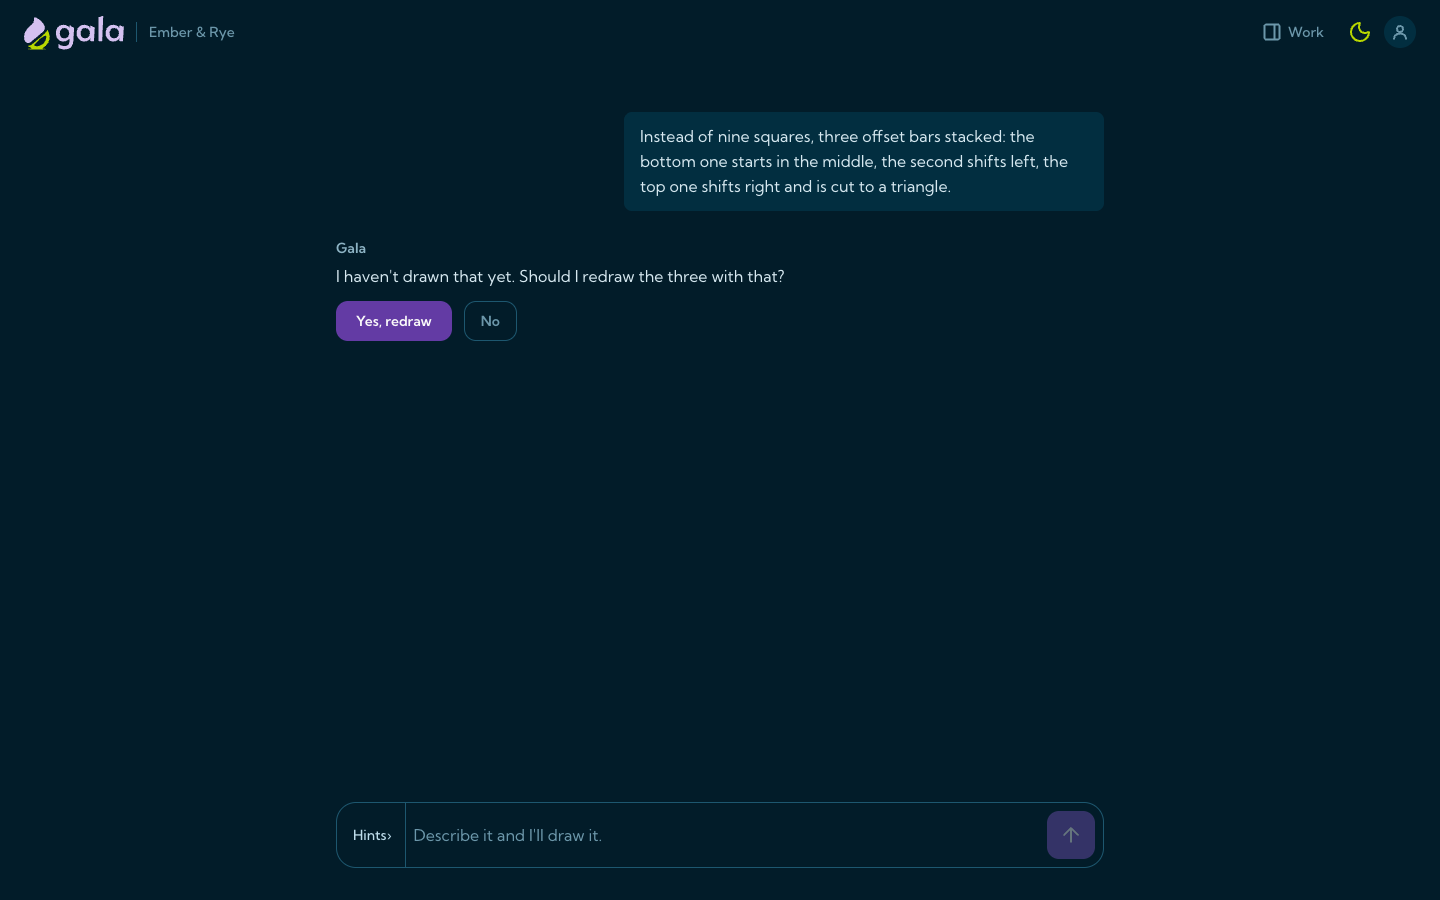 gala
Ember & Rye
Work
Instead of nine squares, three offset bars stacked: the
bottom one starts in the middle, the second shifts left, the
top one shifts right and is cut to a triangle.
Gala
I haven't drawn that yet. Should I redraw the three with that?
Yes, redraw
No
Hints›
Describe it and I'll draw it.